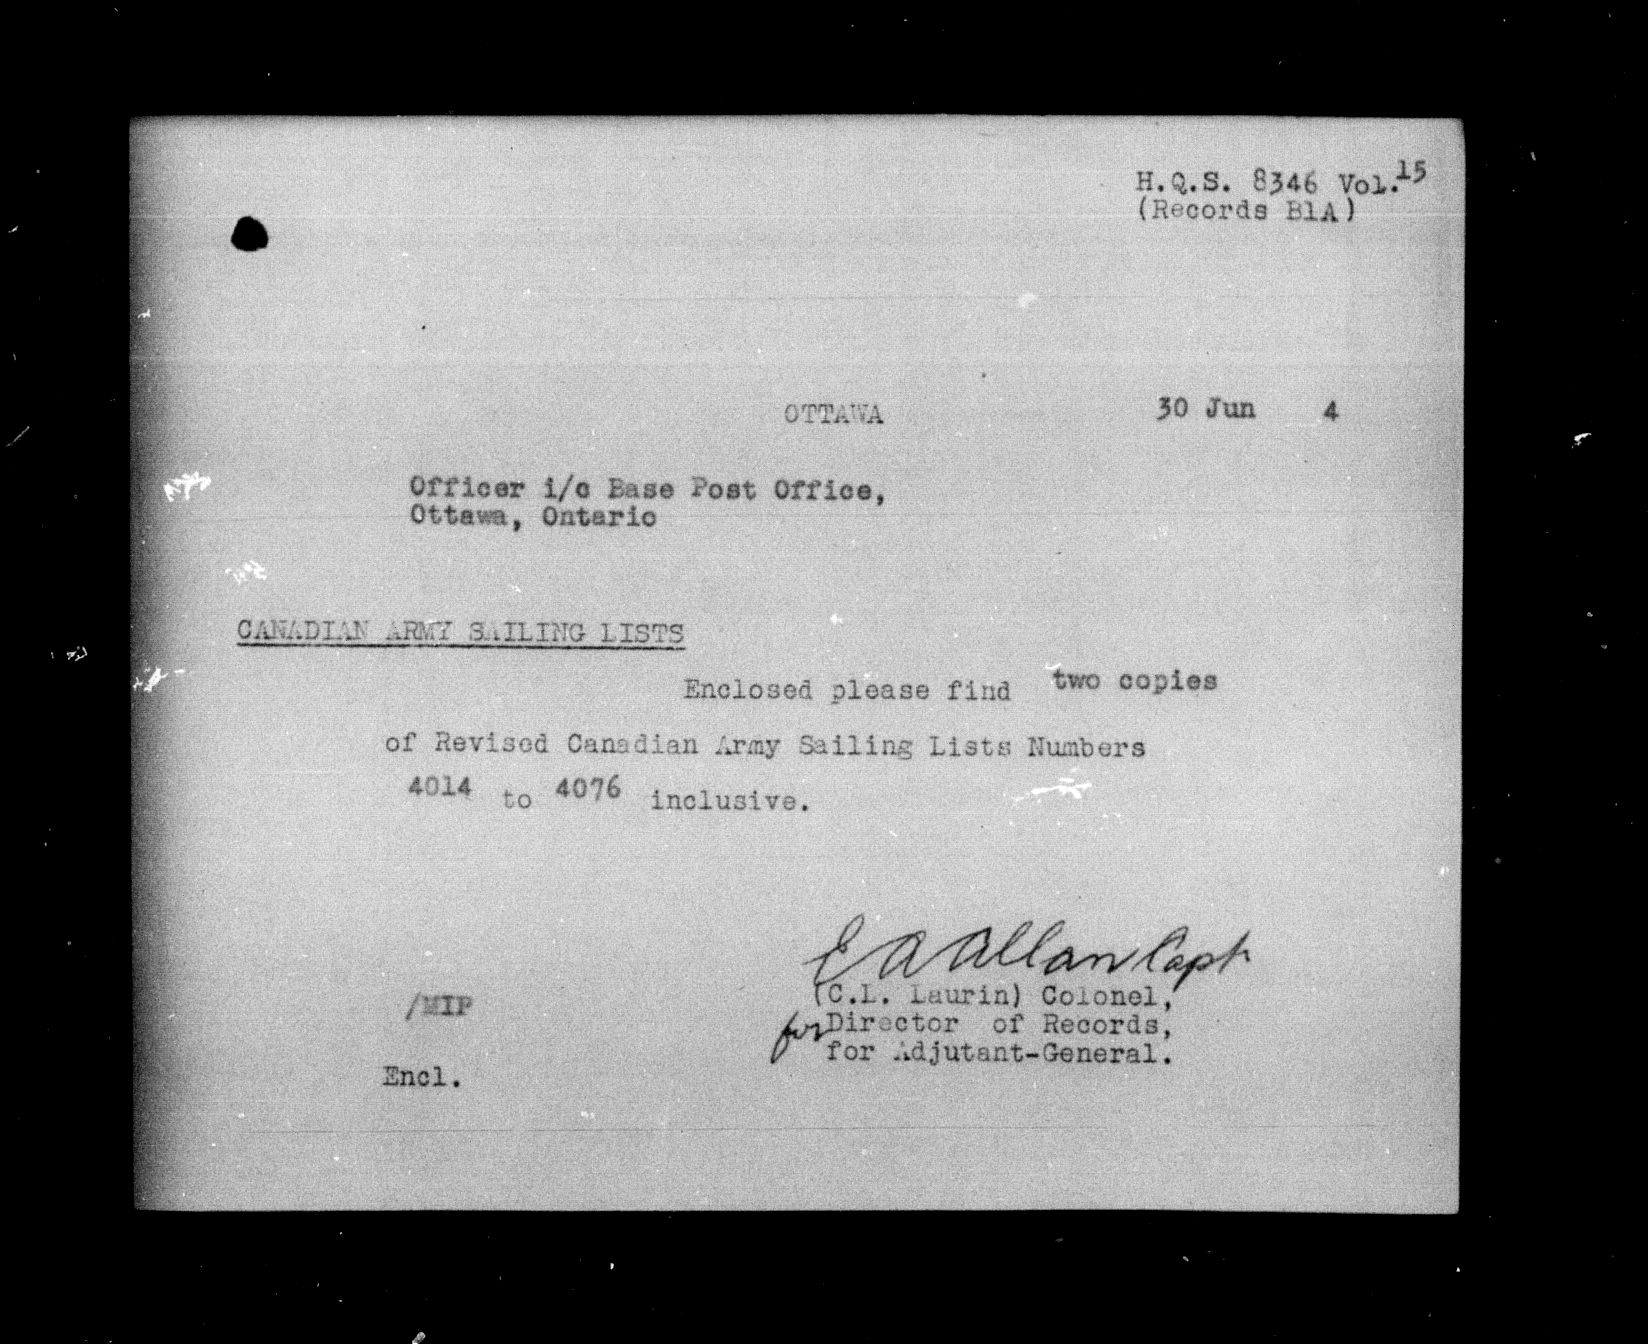 H.Q.S. 8346 Vol.15
(Records B1A)
OTTAWA 30 Jun 4
Officer i/c Base Post Office,
Ottawa, Ontario
CANADIAN ARMY SAILING LISTS
Enclosed please find two copies
of Revised Canadian Army Sailing Lists Numbers
4014 to 4076 inclusive.
E A Allan Capt
(C.L. Laurin) Colonel,
for Director of Records,
for Adjutant-General.
/MIP
Encl.